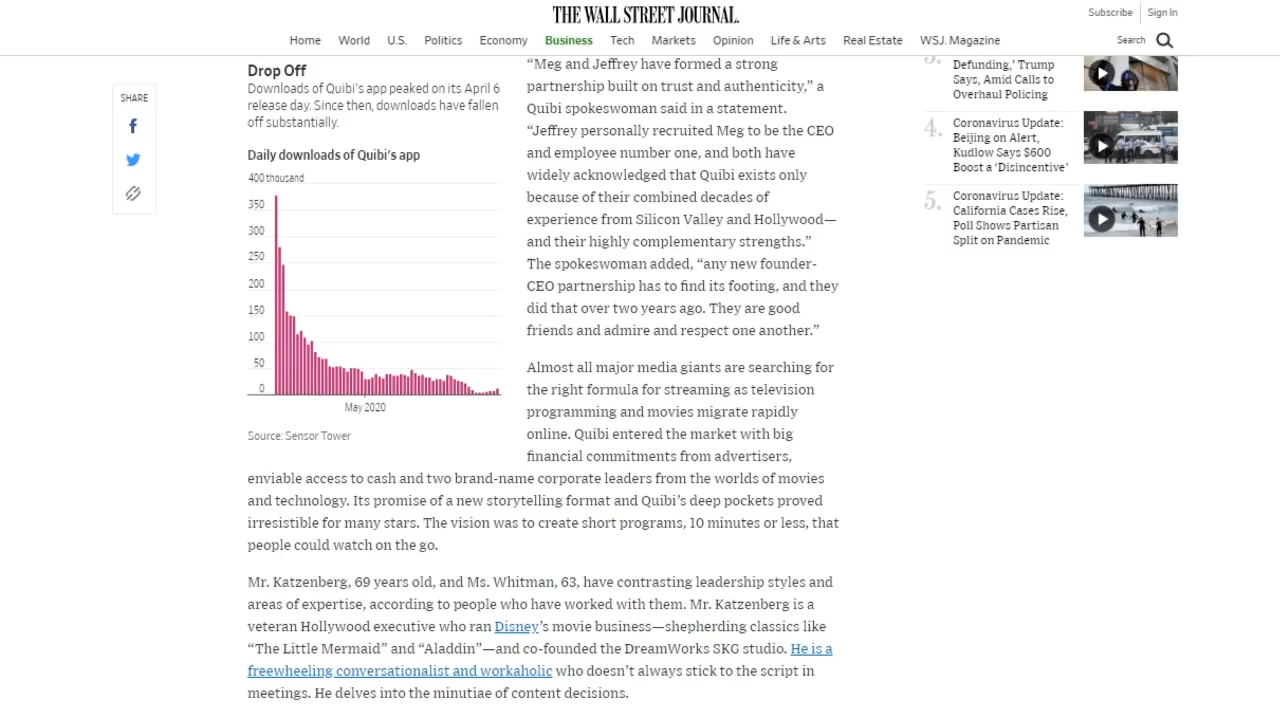 THE WALL STREET JOURNAL.
Subscribe
Sign In
Home World U.S. Politics Economy Business Tech Markets Opinion Life & Arts Real Estate WSJ. Magazine
Search
SHARE
Drop Off
Downloads of Quibi's app peaked on its April 6
release day. Since then, downloads have fallen
off substantially.
Daily downloads of Quibi's app
400 thousand
350
300
250
200
150
100
50
0
May 2020
Source: Sensor Tower
“Meg and Jeffrey have formed a strong
partnership built on trust and authenticity,” a
Quibi spokeswoman said in a statement.
“Jeffrey personally recruited Meg to be the CEO
and employee number one, and both have
widely acknowledged that Quibi exists only
because of their combined decades of
experience from Silicon Valley and Hollywood—
and their highly complementary strengths.”
The spokeswoman added, “any new founder-
CEO partnership has to find its footing, and they
did that over two years ago. They are good
friends and admire and respect one another.”
Almost all major media giants are searching for
the right formula for streaming as television
programming and movies migrate rapidly
online. Quibi entered the market with big
financial commitments from advertisers,
enviable access to cash and two brand-name corporate leaders from the worlds of movies
and technology. Its promise of a new storytelling format and Quibi’s deep pockets proved
irresistible for many stars. The vision was to create short programs, 10 minutes or less, that
people could watch on the go.
Mr. Katzenberg, 69 years old, and Ms. Whitman, 63, have contrasting leadership styles and
areas of expertise, according to people who have worked with them. Mr. Katzenberg is a
veteran Hollywood executive who ran Disney’s movie business—shepherding classics like
“The Little Mermaid” and “Aladdin”—and co-founded the DreamWorks SKG studio. He is a
freewheeling conversationalist and workaholic who doesn’t always stick to the script in
meetings. He delves into the minutiae of content decisions.
Defunding,' Trump
Says, Amid Calls to
Overhaul Policing
4.
Coronavirus Update:
Beijing on Alert,
Kudlow Says $600
Boost a ‘Disincentive’
5.
Coronavirus Update:
California Cases Rise,
Poll Shows Partisan
Split on Pandemic